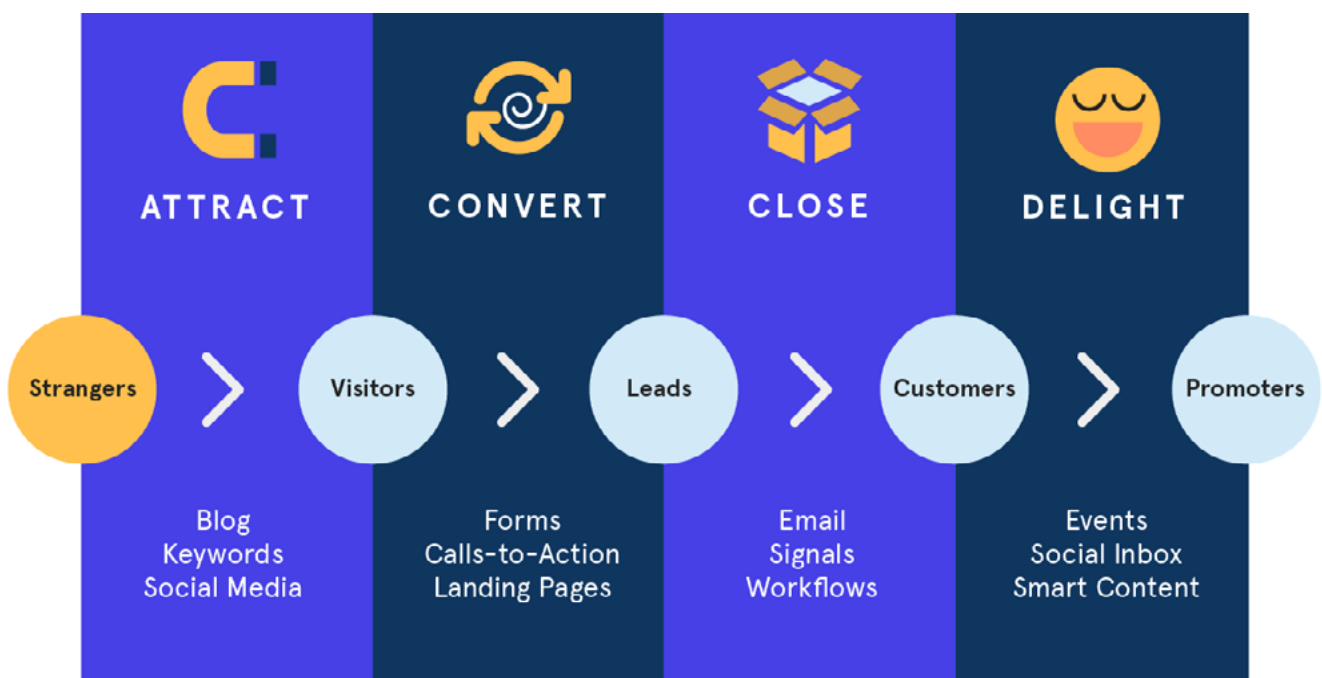 ATTRACT
CONVERT
CLOSE
DELIGHT
Strangers
Visitors
Leads
Customers
Promoters
Blog
Keywords
Social Media
Forms
Calls-to-Action
Landing Pages
Email
Signals
Workflows
Events
Social Inbox
Smart Content